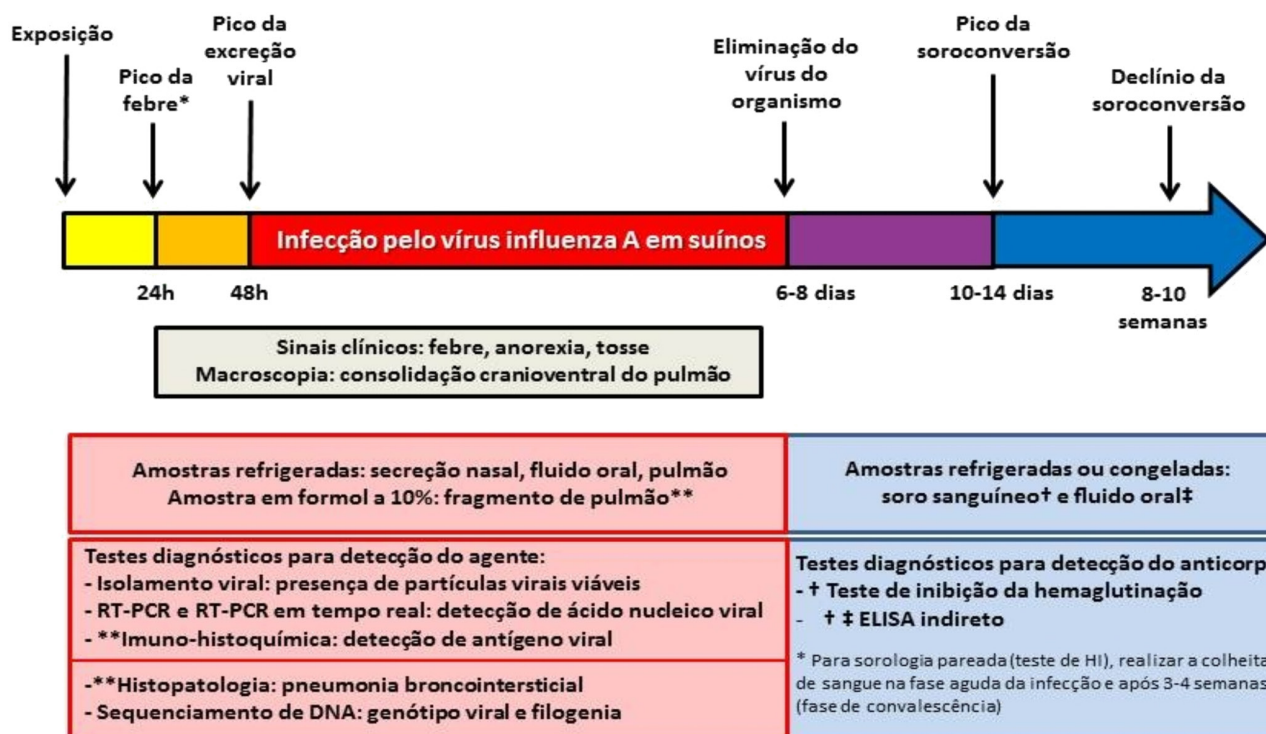 Exposição
Pico da
febre*
Pico da
excreção
viral
Eliminação do
vírus do
organismo
Pico da
soroconversão
Declínio da
soroconversão
Infecção pelo vírus influenza A em suínos
24h
48h
6-8 dias
10-14 dias
8-10
semanas
Sinais clínicos: febre, anorexia, tosse
Macroscopia: consolidação cranioventral do pulmão
Amostras refrigeradas: secreção nasal, fluido oral, pulmão
Amostra em formol a 10%: fragmento de pulmão**
Amostras refrigeradas ou congeladas:
soro sanguíneo† e fluido oral‡
Testes diagnósticos para detecção do agente:
- Isolamento viral: presença de partículas virais viáveis
- RT-PCR e RT-PCR em tempo real: detecção de ácido nucleico viral
- **Imuno-histoquímica: detecção de antígeno viral
-**Histopatologia: pneumonia broncointersticial
- Sequenciamento de DNA: genótipo viral e filogenia
Testes diagnósticos para detecção do anticorp
- † Teste de inibição da hemaglutinação
- † ‡ ELISA indireto
* Para sorologia pareada (teste de HI), realizar a colheita
de sangue na fase aguda da infecção e após 3-4 semanas
(fase de convalescência)